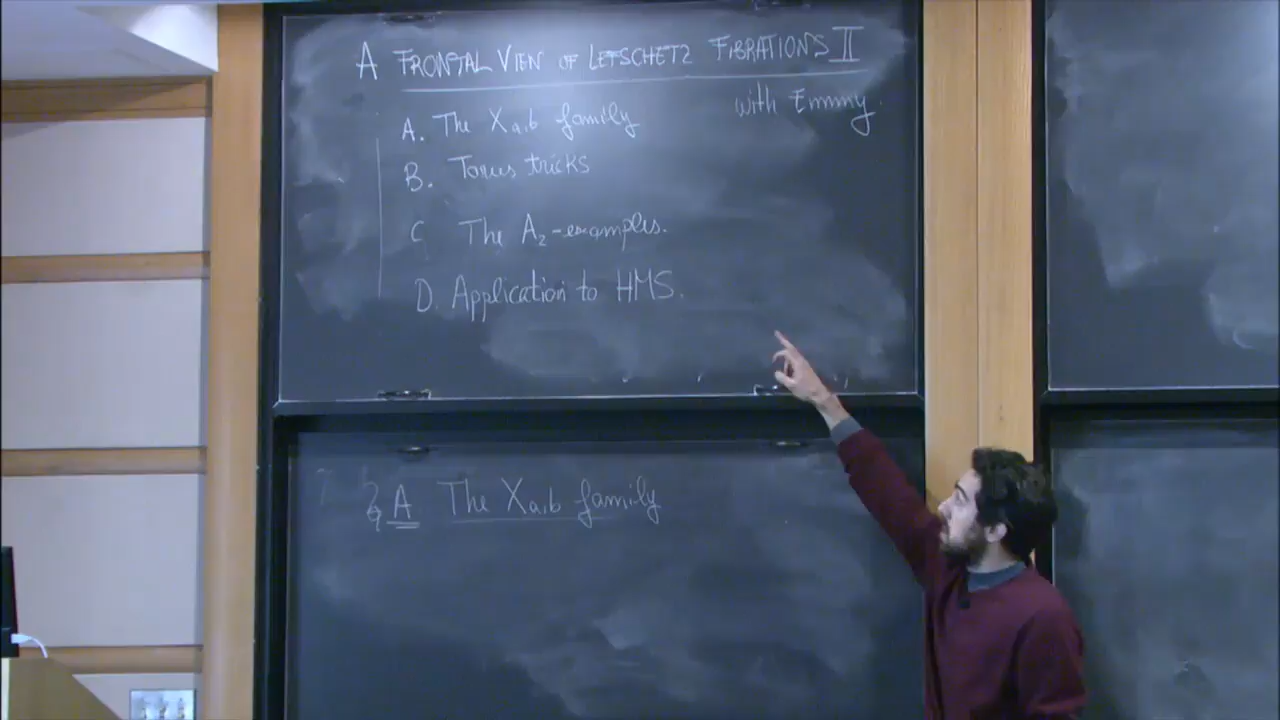 A FRONTAL VIEW OF LEFSCHETZ FIBRATIONS II
with Emmy.
A. The Xa,b family
B. Torus tricks
C The A2-examples.
D. Application to HMS.
§ A The Xa,b family